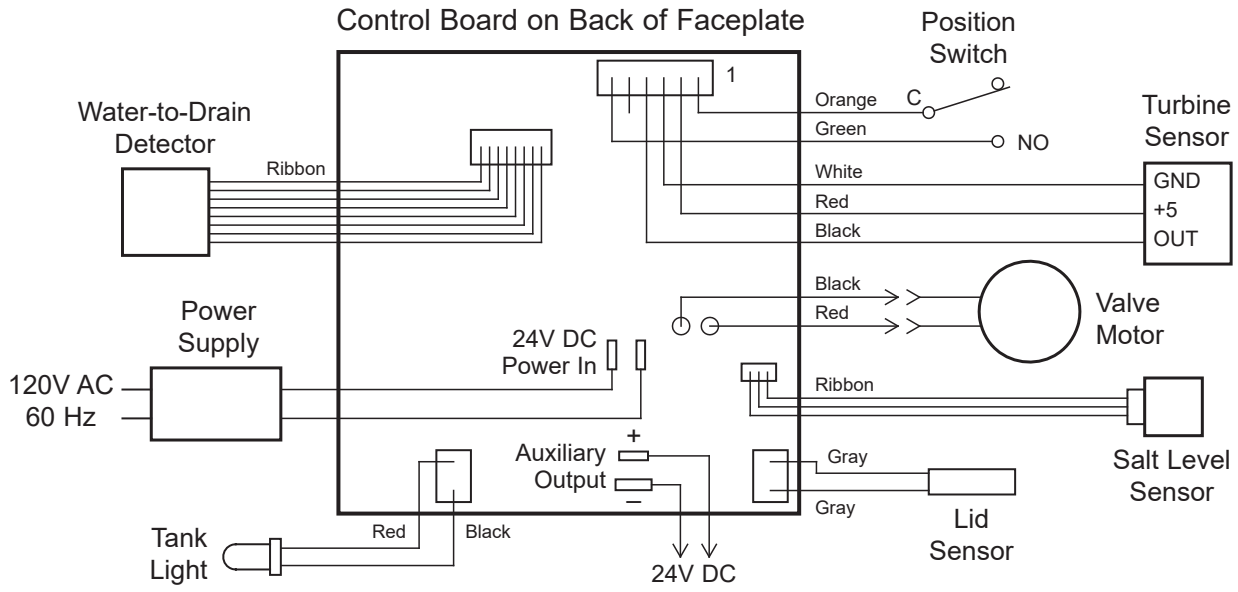 Control Board on Back of Faceplate
Position
Switch
1
Orange
C
Green
NO
Turbine
Sensor
Water-to-Drain
Detector
Ribbon
White
GND
Red
+5
Black
OUT
Black
Red
Valve
Motor
Power
Supply
24V DC
Power In
120V AC
60 Hz
Ribbon
Salt Level
Sensor
Auxiliary
Output
+
–
Gray
Gray
Lid
Sensor
Red
Black
Tank
Light
24V DC